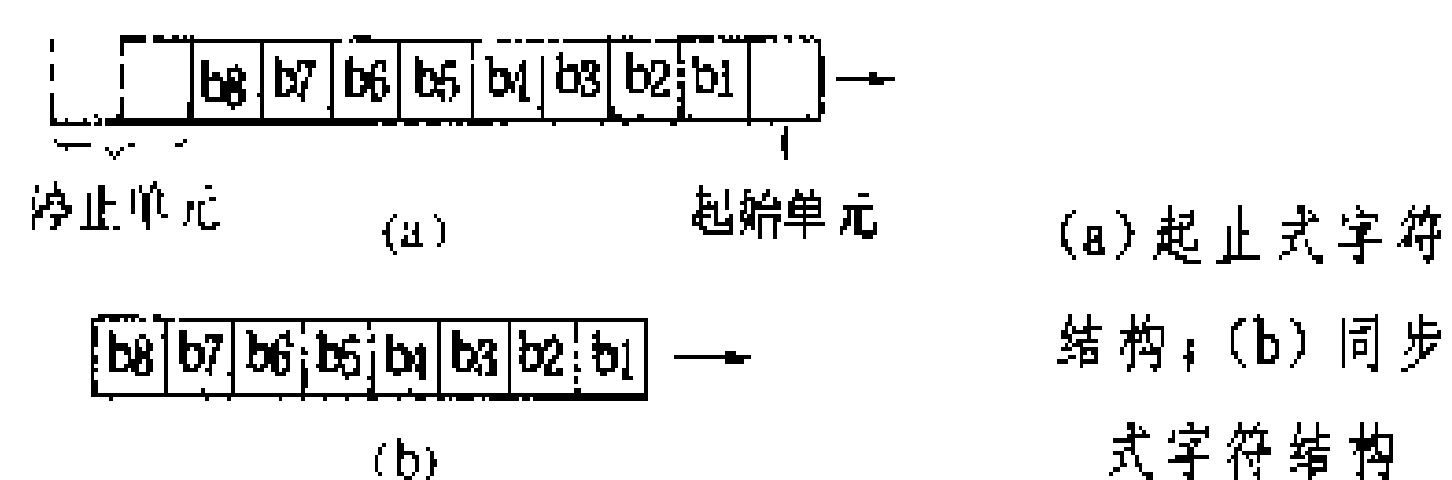 b8 b7 b6 b5 b4 b3 b2 b1
停止单元 (a) 起始单元
b8 b7 b6 b5 b4 b3 b2 b1
(b)
(a)起止式字符
结构;(b)同步
式字符结构